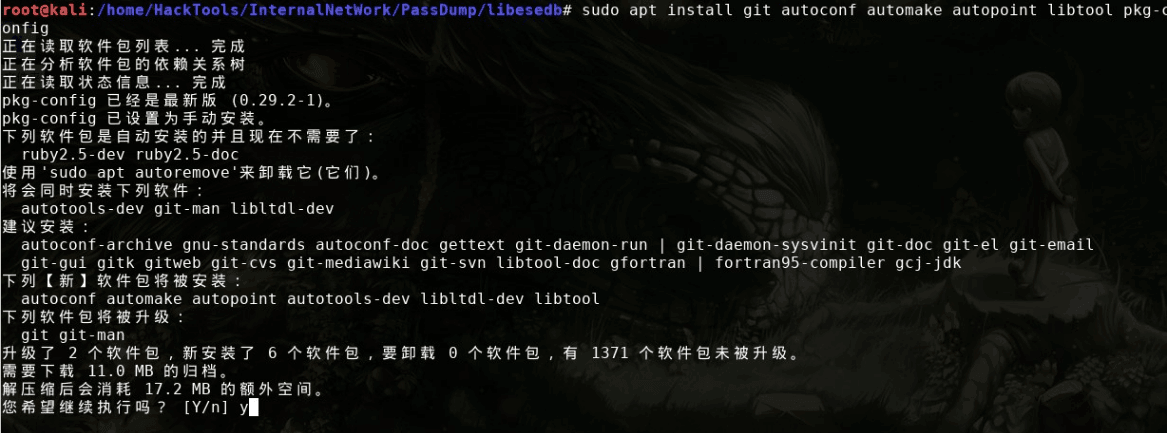 root@kali:/home/HackTools/InternalNetWork/PassDump/libesedb# sudo apt install git autoconf automake autopoint libtool pkg-c
onfig
正在读取软件包列表... 完成
正在分析软件包的依赖关系树
正在读取状态信息... 完成
pkg-config 已经是最新版 (0.29.2-1)。
pkg-config 已设置为手动安装。
下列软件包是自动安装的并且现在不需要了：
  ruby2.5-dev ruby2.5-doc
使用'sudo apt autoremove'来卸载它(它们)。
将会同时安装下列软件：
  autotools-dev git-man libltdl-dev
建议安装：
  autoconf-archive gnu-standards autoconf-doc gettext git-daemon-run | git-daemon-sysvinit git-doc git-el git-email
  git-gui gitk gitweb git-cvs git-mediawiki git-svn libtool-doc gfortran | fortran95-compiler gcj-jdk
下列【新】软件包将被安装：
  autoconf automake autopoint autotools-dev libltdl-dev libtool
下列软件包将被升级：
  git git-man
升级了 2 个软件包，新安装了 6 个软件包，要卸载 0 个软件包，有 1371 个软件包未被升级。
需要下载 11.0 MB 的归档。
解压缩后会消耗 17.2 MB 的额外空间。
您希望继续执行吗？ [Y/n] y